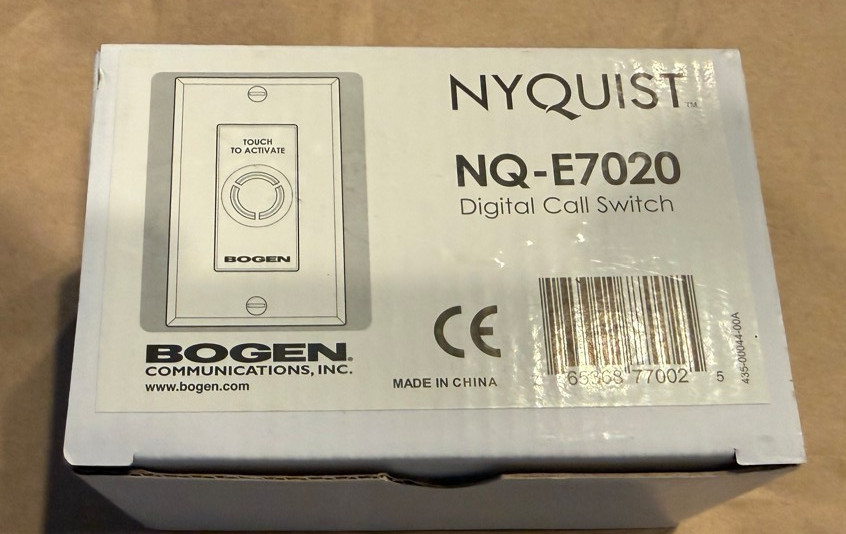 NYQUIST™
NQ-E7020
Digital Call Switch
TOUCH
TO ACTIVATE
BOGEN
BOGEN®
COMMUNICATIONS, INC.
www.bogen.com
CE
MADE IN CHINA
77002 5
435-00044-00A